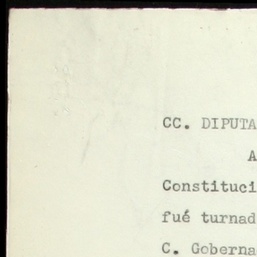 CC. DIPUTA
A
Constituci
fué turnad
C. Goberna